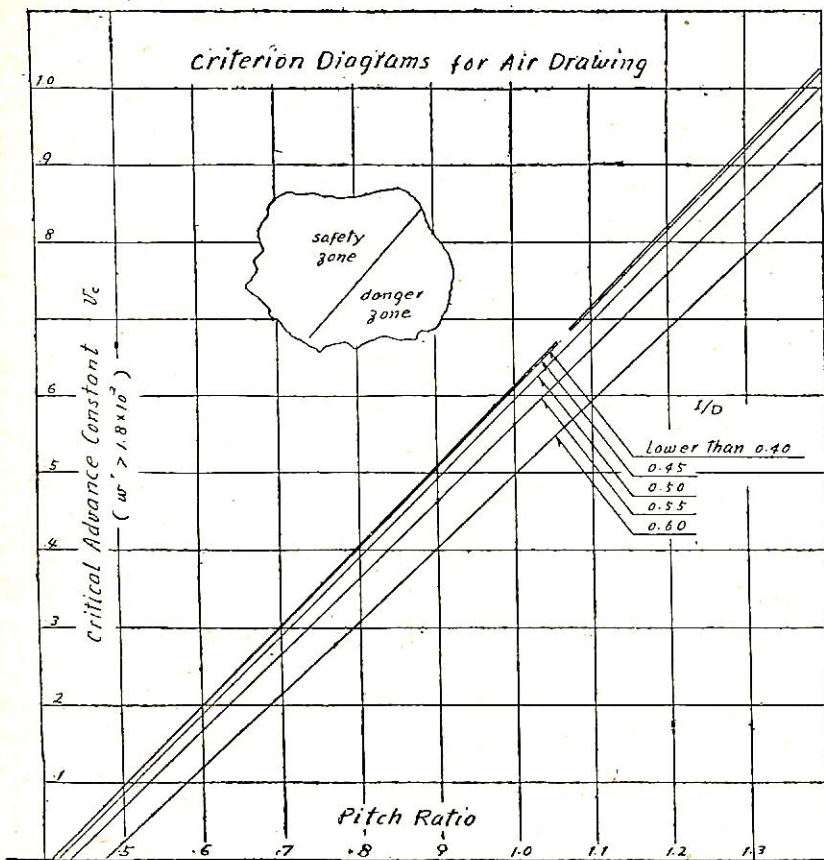 Criterion Diagrams for Air Drawing
1.0
.9
.8
.6
.5
.4
.3
.2
.1
Critical Advance Constant vc
(w' > 1.8×10³)
safety
zone
danger
zone
I/D
Lower Than 0.40
0.45
0.50
0.55
0.60
Pitch Ratio
.5 .6 .7 .8 .9 1.0 1.1 1.2 1.3